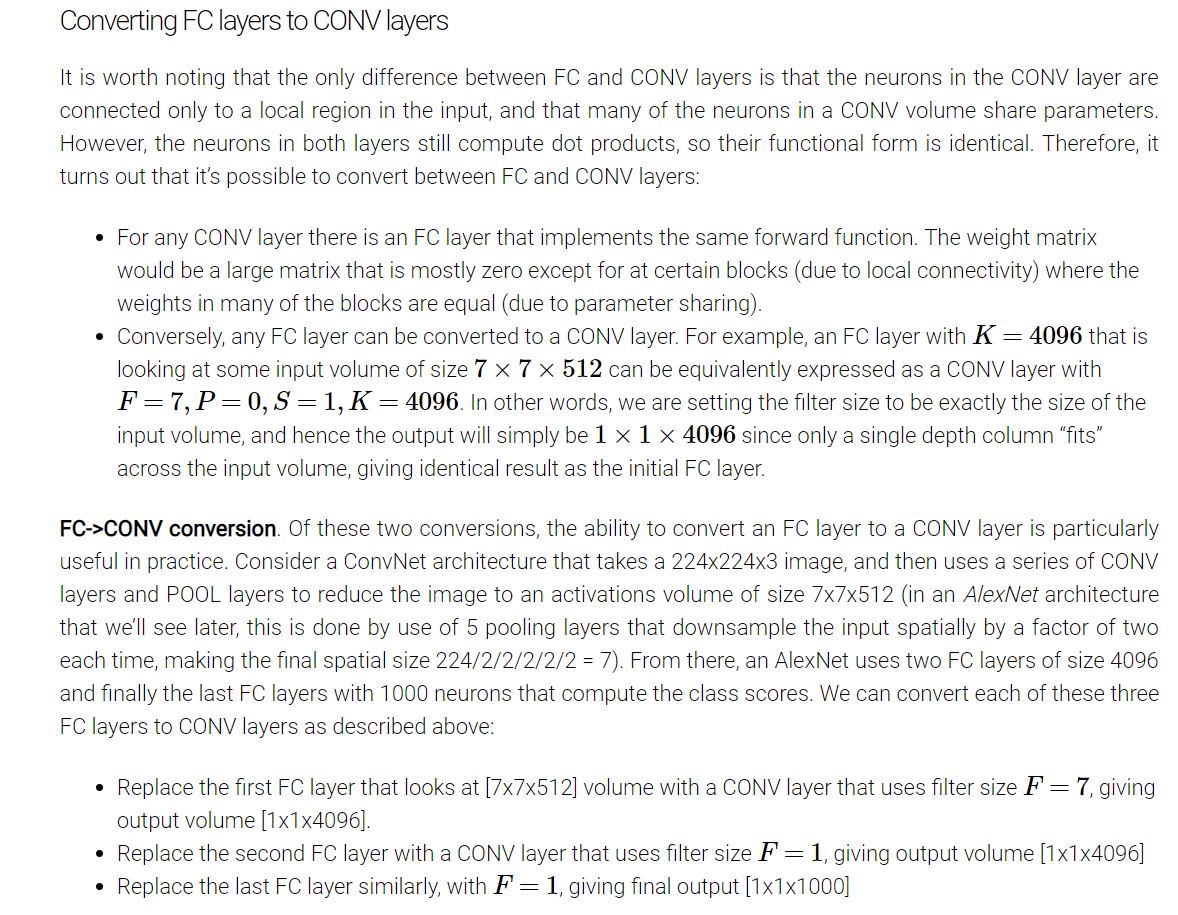 Converting FC layers to CONV layers
It is worth noting that the only difference between FC and CONV layers is that the neurons in the CONV layer are
connected only to a local region in the input, and that many of the neurons in a CONV volume share parameters.
However, the neurons in both layers still compute dot products, so their functional form is identical. Therefore, it
turns out that it’s possible to convert between FC and CONV layers:
• For any CONV layer there is an FC layer that implements the same forward function. The weight matrix
would be a large matrix that is mostly zero except for at certain blocks (due to local connectivity) where the
weights in many of the blocks are equal (due to parameter sharing).
• Conversely, any FC layer can be converted to a CONV layer. For example, an FC layer with K = 4096 that is
looking at some input volume of size 7 × 7 × 512 can be equivalently expressed as a CONV layer with
F = 7, P = 0, S = 1, K = 4096. In other words, we are setting the filter size to be exactly the size of the
input volume, and hence the output will simply be 1 × 1 × 4096 since only a single depth column “fits”
across the input volume, giving identical result as the initial FC layer.
FC->CONV conversion. Of these two conversions, the ability to convert an FC layer to a CONV layer is particularly
useful in practice. Consider a ConvNet architecture that takes a 224x224x3 image, and then uses a series of CONV
layers and POOL layers to reduce the image to an activations volume of size 7x7x512 (in an AlexNet architecture
that we’ll see later, this is done by use of 5 pooling layers that downsample the input spatially by a factor of two
each time, making the final spatial size 224/2/2/2/2/2 = 7). From there, an AlexNet uses two FC layers of size 4096
and finally the last FC layers with 1000 neurons that compute the class scores. We can convert each of these three
FC layers to CONV layers as described above:
• Replace the first FC layer that looks at [7x7x512] volume with a CONV layer that uses filter size F = 7, giving
output volume [1x1x4096].
• Replace the second FC layer with a CONV layer that uses filter size F = 1, giving output volume [1x1x4096]
• Replace the last FC layer similarly, with F = 1, giving final output [1x1x1000]